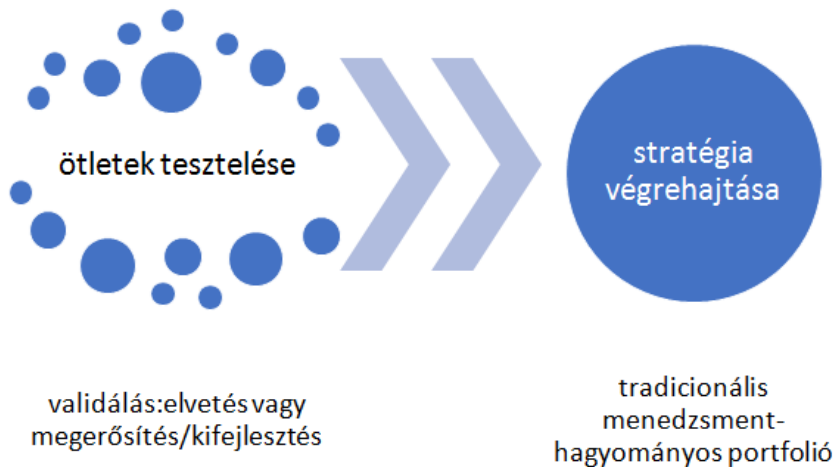 ötletek tesztelése
stratégia
végrehajtása
validálás:elvetés vagy
megerősítés/kifejlesztés
tradicionális
menedzsment-
hagyományos portfolió